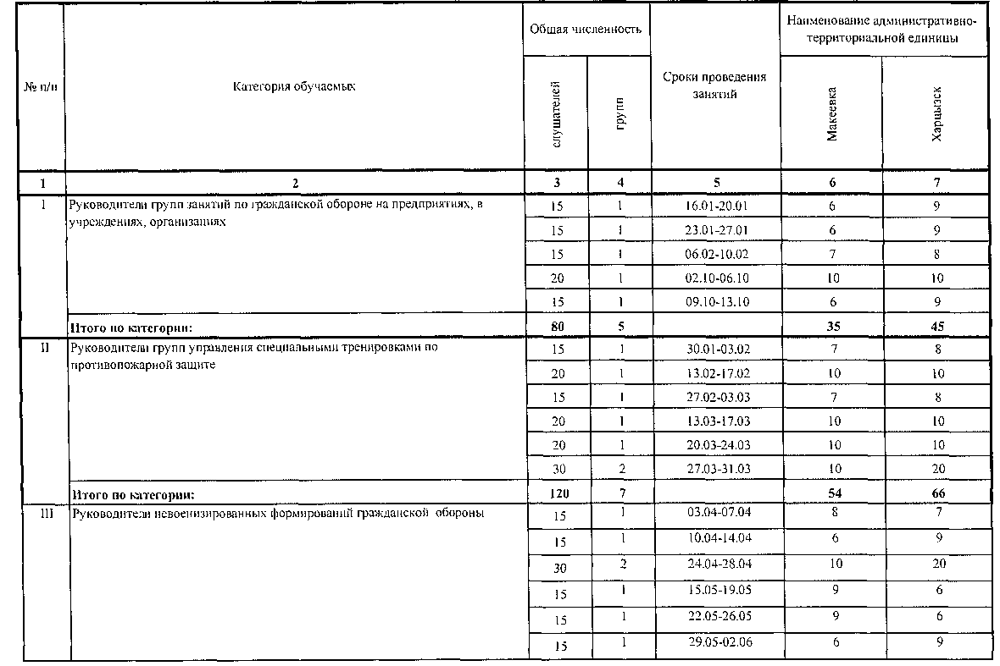 № п/п
Категория обучаемых
Общая численность
слушателей
групп
Сроки проведения
занятий
Наименование административно-
территориальной единицы
Макеевка
Харцызск
1 2 3 4 5 6 7
I Руководители групп занятий по гражданской обороне на предприятиях, в 15 1 16.01-20.01 6 9
учреждениях, организациях
15 1 23.01-27.01 6 9
15 1 06.02-10.02 7 8
20 1 02.10-06.10 10 10
15 1 09.10-13.10 6 9
Итого по категории: 80 5 35 45
II Руководители групп управления специальными тренировками по 15 1 30.01-03.02 7 8
противопожарной защите
20 1 13.02-17.02 10 10
15 1 27.02-03.03 7 8
20 1 13.03-17.03 10 10
20 1 20.03-24.03 10 10
30 2 27.03-31.03 10 20
Итого по категории: 120 7 54 66
III Руководители невоенизированных формирований гражданской обороны 15 1 03.04-07.04 8 7
15 1 10.04-14.04 6 9
30 2 24.04-28.04 10 20
15 1 15.05-19.05 9 6
15 1 22.05-26.05 9 6
15 1 29.05-02.06 6 9